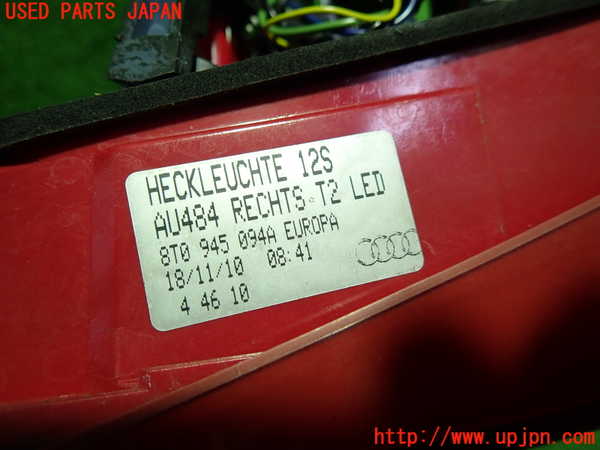 USED PARTS JAPAN
HECKLEUCHTE 12S
AU484 RECHTS T2 LED
8T0 945 094A EUROPA
18/11/10 08:41
4 46 10
http://www.upjpn.com/